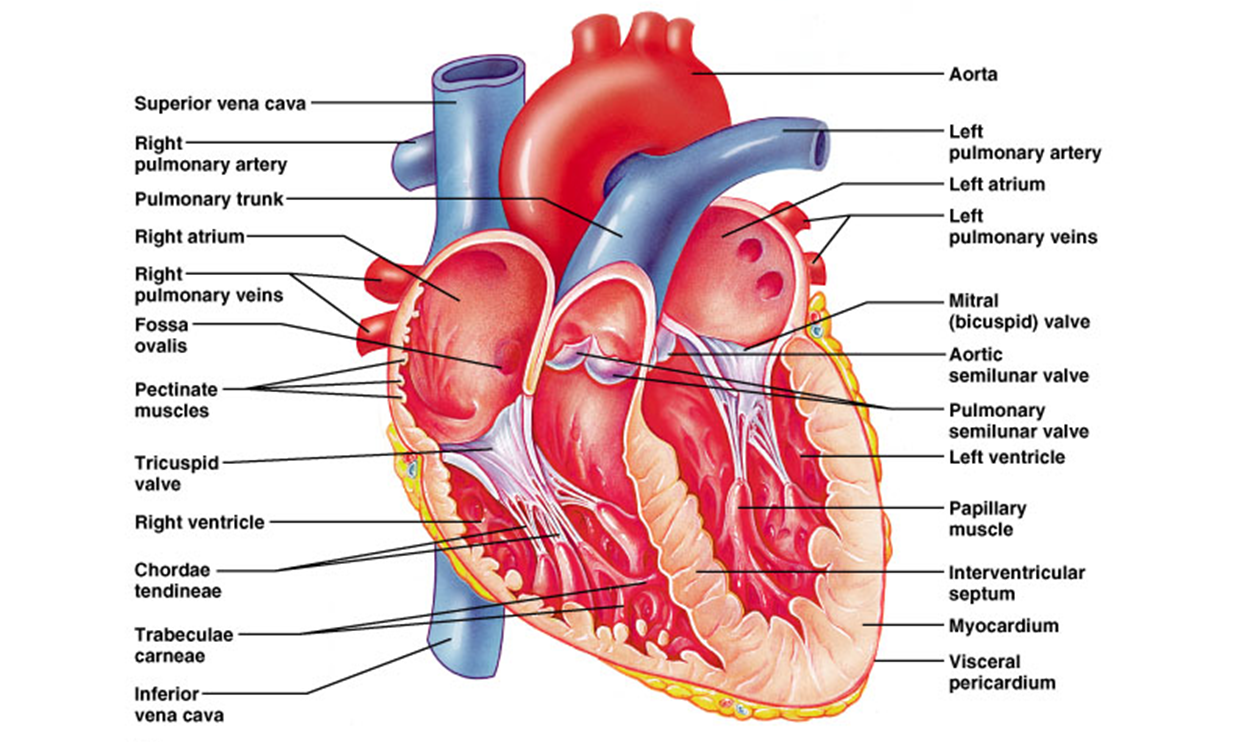 Superior vena cava
Right
pulmonary artery
Pulmonary trunk
Right atrium
Right
pulmonary veins
Fossa
ovalis
Pectinate
muscles
Tricuspid
valve
Right ventricle
Chordae
tendineae
Trabeculae
carneae
Inferior
vena cava
Aorta
Left
pulmonary artery
Left atrium
Left
pulmonary veins
Mitral
(bicuspid) valve
Aortic
semilunar valve
Pulmonary
semilunar valve
Left ventricle
Papillary
muscle
Interventricular
septum
Myocardium
Visceral
pericardium